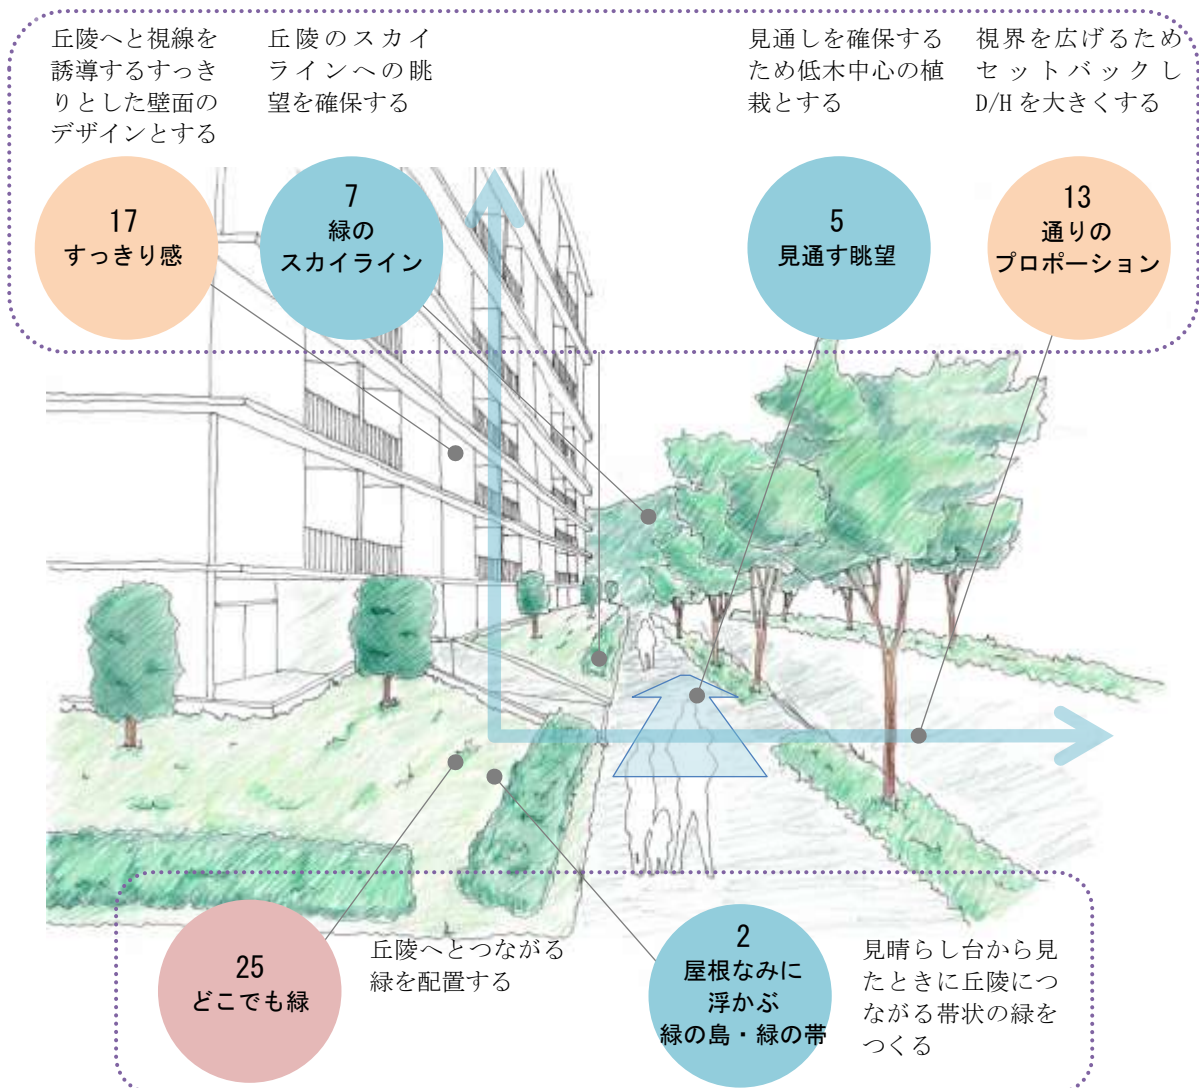 丘陵へと視線を
誘導するすっき
りとした壁面の
デザインとする
丘陵のスカイ
ラインへの眺
望を確保する
見通しを確保する
ため低木中心の植
栽とする
視界を広げるため
セットバックし
D/Hを大きくする
17
すっきり感
7
緑の
スカイライン
5
見通す眺望
13
通りの
プロポーション
25
どこでも緑
丘陵へとつながる
緑を配置する
2
屋根なみに
浮かぶ
緑の島・緑の帯
見晴らし台から見
たときに丘陵につ
ながる帯状の緑を
つくる